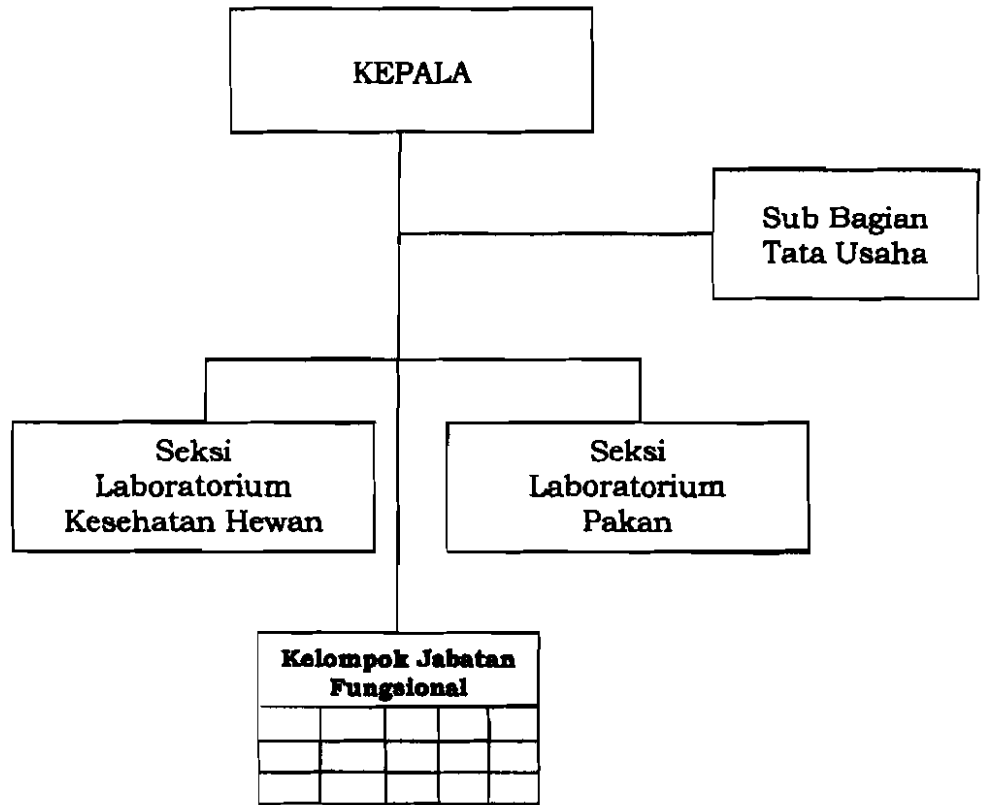 KEPALA
Sub Bagian
Tata Usaha
Seksi
Laboratorium
Kesehatan Hewan
Seksi
Laboratorium
Pakan
Kelompok Jabatan
Fungsional